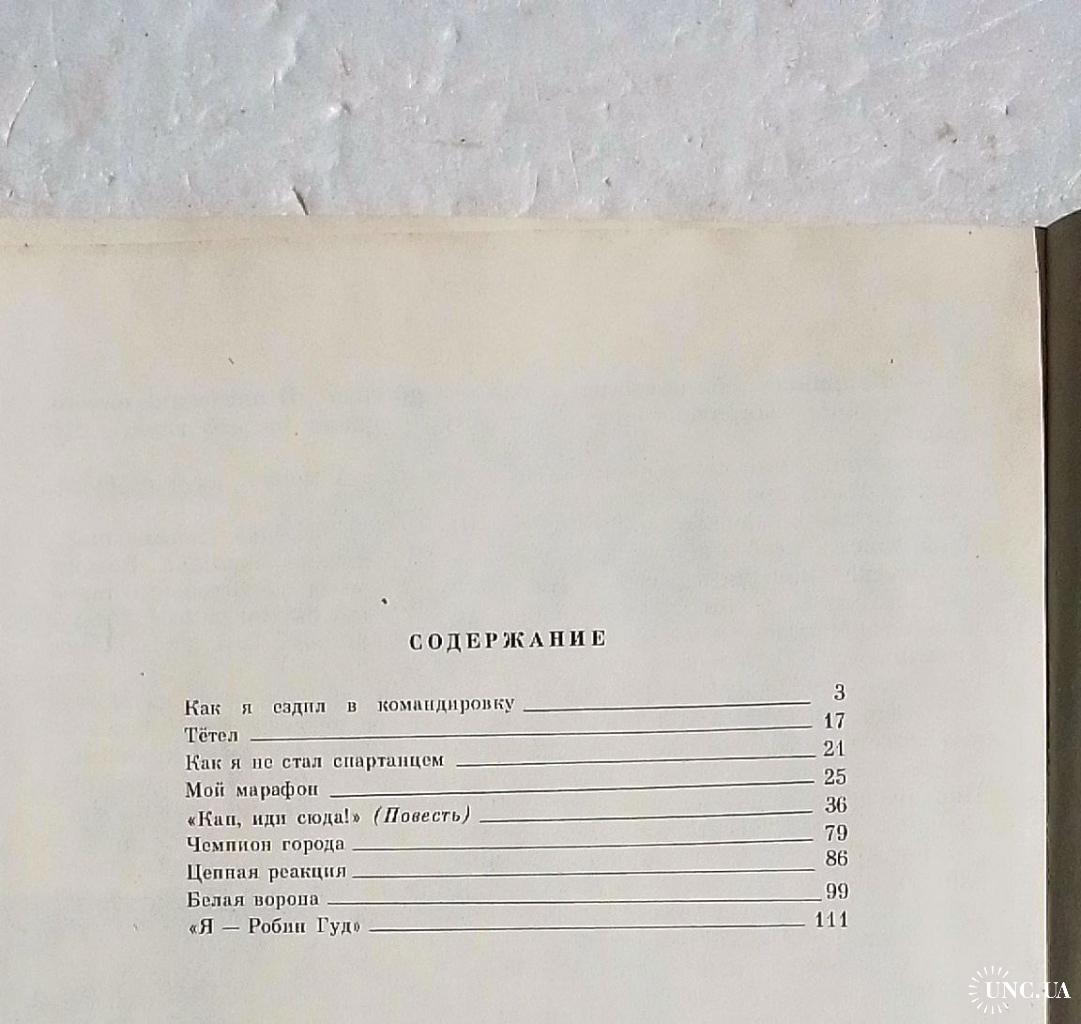 СОДЕРЖАНИЕ
Как я ездил в командировку 3
Тётел 17
Как я не стал спартанцем 21
Мой марафон 25
«Кап, иди сюда!» (Повесть) 36
Чемпион города 79
Цепная реакция 86
Белая ворона 99
«Я — Робин Гуд» 111
UNC.UA